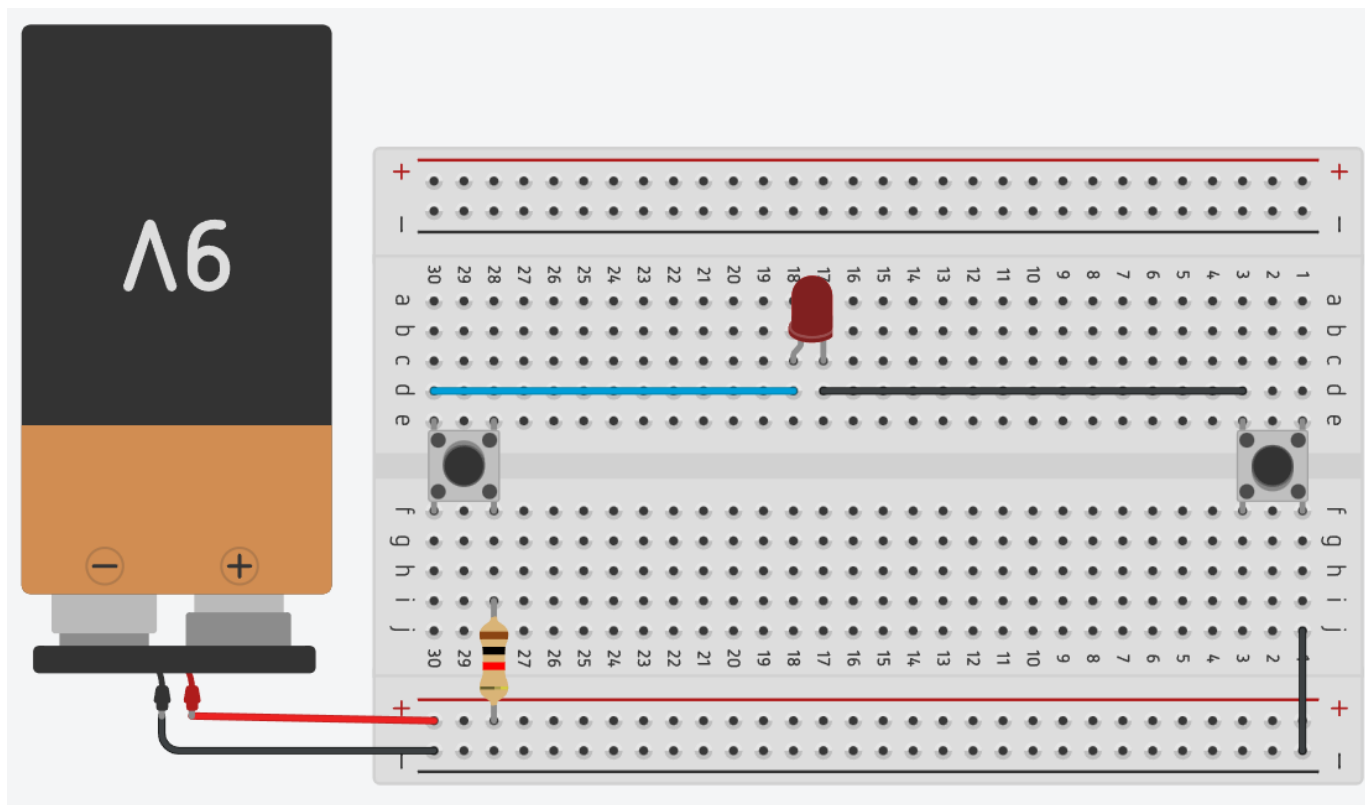 + +
9V
− −
30 29 28 27 26 25 24 23 22 21 20 19 18 17 16 15 14 13 12 11 10 9 8 7 6 5 4 3 2 1
a a
b b
c c
d d
e e
f f
g g
− +
h h
i i
j j
30 29 27 26 25 24 23 22 21 20 19 18 17 16 15 14 13 12 11 10 9 8 7 6 5 4 3 2
+ +
− −